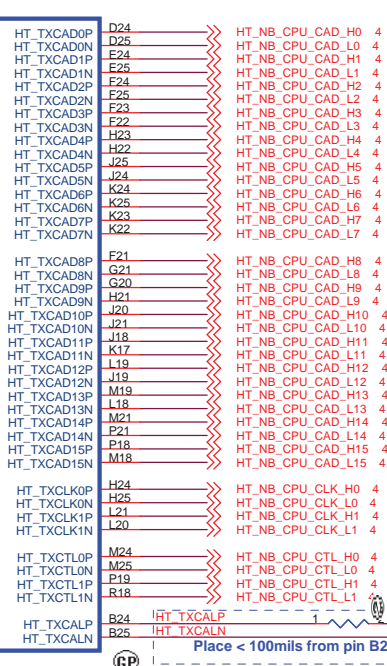 HT_TXCAD0P D24 HT_NB_CPU_CAD_H0 4
HT_TXCAD0N D25 HT_NB_CPU_CAD_L0 4
HT_TXCAD1P E24 HT_NB_CPU_CAD_H1 4
HT_TXCAD1N E25 HT_NB_CPU_CAD_L1 4
HT_TXCAD2P F24 HT_NB_CPU_CAD_H2 4
HT_TXCAD2N F25 HT_NB_CPU_CAD_L2 4
HT_TXCAD3P F23 HT_NB_CPU_CAD_H3 4
HT_TXCAD3N F22 HT_NB_CPU_CAD_L3 4
HT_TXCAD4P H23 HT_NB_CPU_CAD_H4 4
HT_TXCAD4N H22 HT_NB_CPU_CAD_L4 4
HT_TXCAD5P J25 HT_NB_CPU_CAD_H5 4
HT_TXCAD5N J24 HT_NB_CPU_CAD_L5 4
HT_TXCAD6P K24 HT_NB_CPU_CAD_H6 4
HT_TXCAD6N K25 HT_NB_CPU_CAD_L6 4
HT_TXCAD7P K23 HT_NB_CPU_CAD_H7 4
HT_TXCAD7N K22 HT_NB_CPU_CAD_L7 4
HT_TXCAD8P F21 HT_NB_CPU_CAD_H8 4
HT_TXCAD8N G21 HT_NB_CPU_CAD_L8 4
HT_TXCAD9P G20 HT_NB_CPU_CAD_H9 4
HT_TXCAD9N H21 HT_NB_CPU_CAD_L9 4
HT_TXCAD10P J20 HT_NB_CPU_CAD_H10 4
HT_TXCAD10N J21 HT_NB_CPU_CAD_L10 4
HT_TXCAD11P J18 HT_NB_CPU_CAD_H11 4
HT_TXCAD11N K17 HT_NB_CPU_CAD_L11 4
HT_TXCAD12P L19 HT_NB_CPU_CAD_H12 4
HT_TXCAD12N J19 HT_NB_CPU_CAD_L12 4
HT_TXCAD13P M19 HT_NB_CPU_CAD_H13 4
HT_TXCAD13N L18 HT_NB_CPU_CAD_L13 4
HT_TXCAD14P M21 HT_NB_CPU_CAD_H14 4
HT_TXCAD14N P21 HT_NB_CPU_CAD_L14 4
HT_TXCAD15P P18 HT_NB_CPU_CAD_H15 4
HT_TXCAD15N M18 HT_NB_CPU_CAD_L15 4
HT_TXCLK0P H24 HT_NB_CPU_CLK_H0 4
HT_TXCLK0N H25 HT_NB_CPU_CLK_L0 4
HT_TXCLK1P L21 HT_NB_CPU_CLK_H1 4
HT_TXCLK1N L20 HT_NB_CPU_CLK_L1 4
HT_TXCTL0P M24 HT_NB_CPU_CTL_H0 4
HT_TXCTL0N M25 HT_NB_CPU_CTL_L0 4
HT_TXCTL1P P19 HT_NB_CPU_CTL_H1 4
HT_TXCTL1N R18 HT_NB_CPU_CTL_L1 4
HT_TXCALP B24 HT_TXCALP 1
HT_TXCALN B25 HT_TXCALN
Place < 100mils from pin B2
GP